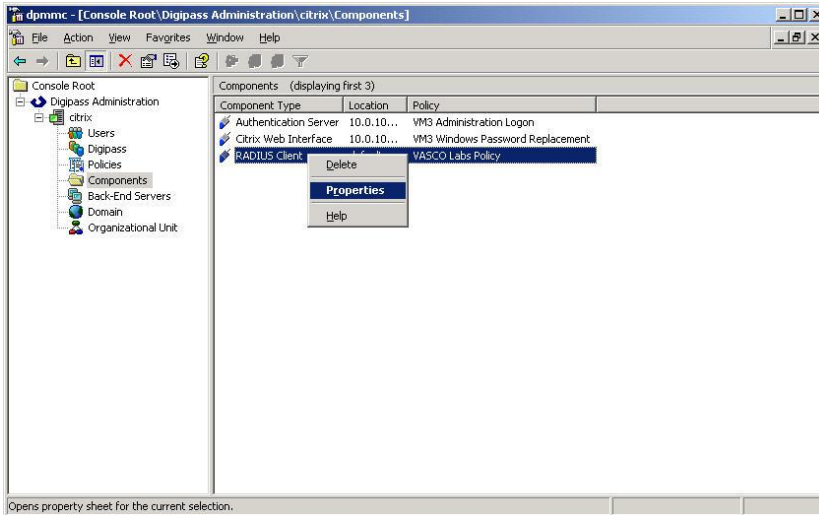 dpmmc - [Console Root\Digipass Administration\citrix\Components]
File Action View Favorites Window Help
Console Root
Digipass Administration
citrix
Users
Digipass
Policies
Components
Back-End Servers
Domain
Organizational Unit
Components (displaying first 3)
Component Type Location Policy
Authentication Server 10.0.10... VM3 Administration Logon
Citrix Web Interface 10.0.10... VM3 Windows Password Replacement
RADIUS Client VASCO Labs Policy
Delete
Properties
Help
Opens property sheet for the current selection.